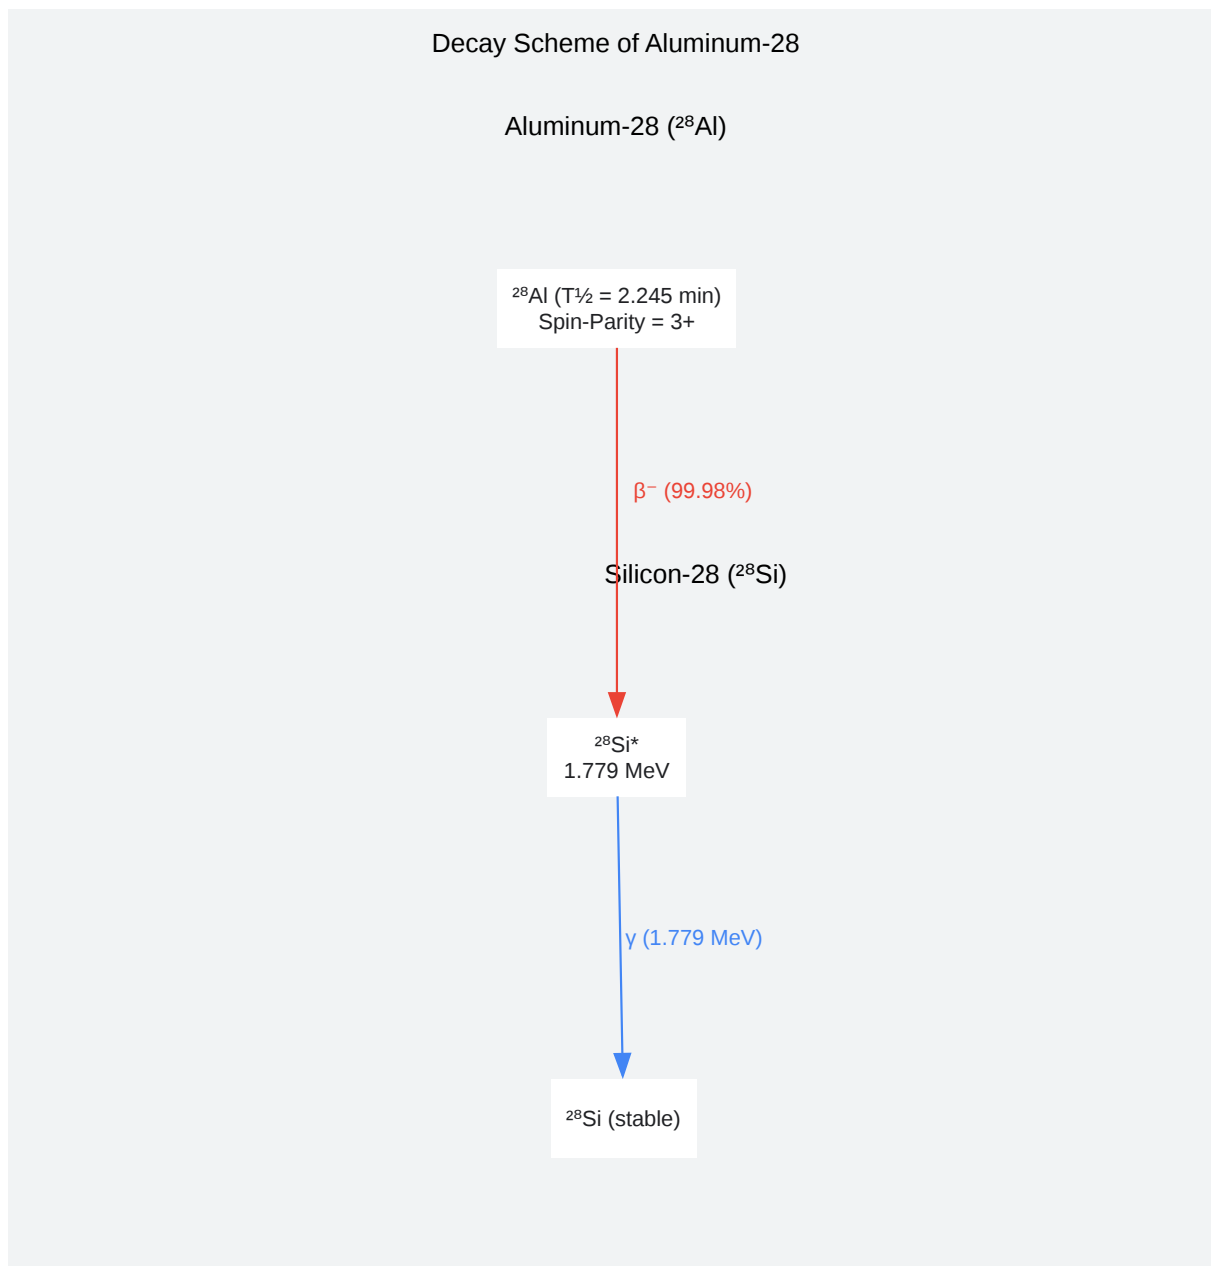 Decay Scheme of Aluminum-28
Aluminum-28 (²⁸Al)
²⁸Al (T½ = 2.245 min)
Spin-Parity = 3+
β⁻ (99.98%)
Silicon-28 (²⁸Si)
²⁸Si*
1.779 MeV
γ (1.779 MeV)
²⁸Si (stable)